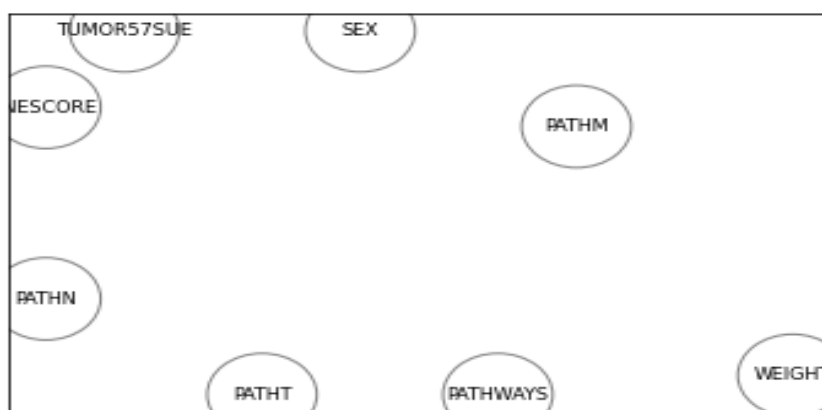 TUMOR57SUE
SEX
NESCORE
PATHM
PATHN
WEIGHT
PATHT
PATHWAYS